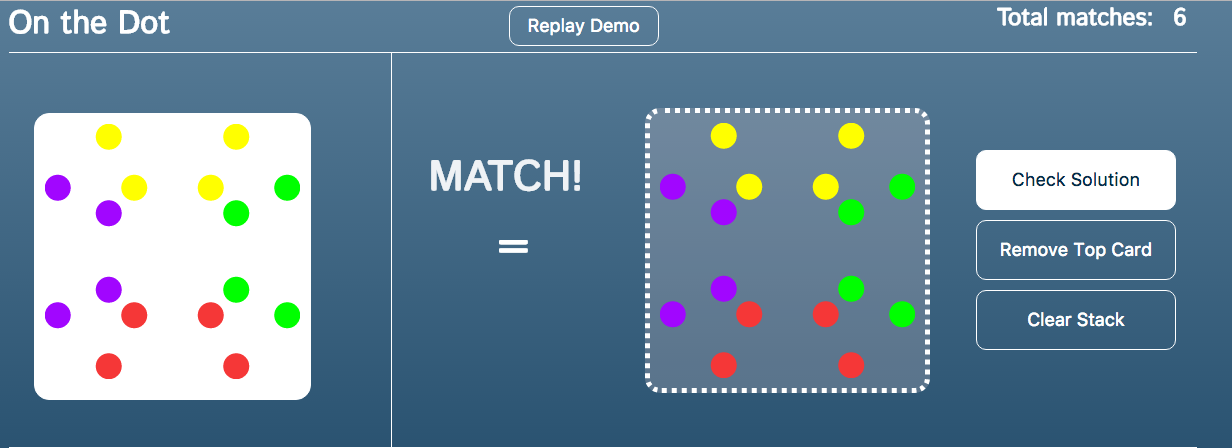 On the Dot
Replay Demo
Total matches: 6
MATCH!
=
Check Solution
Remove Top Card
Clear Stack